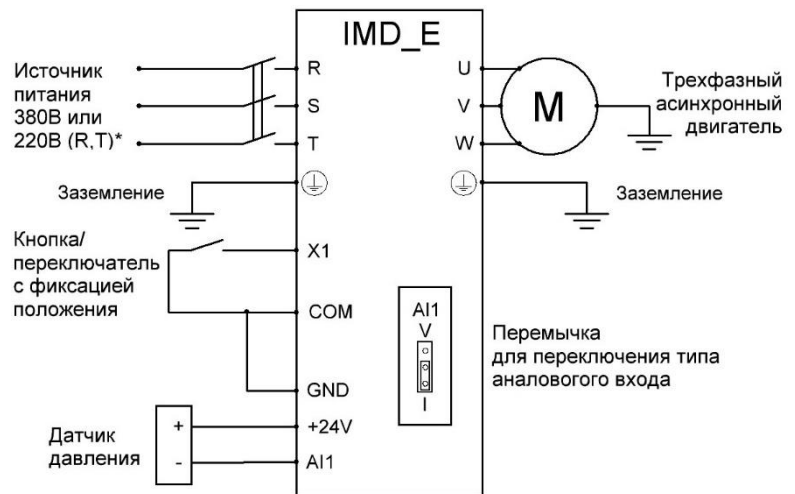 IMD_E
Источник
питания
380В или
220В (R,T)*
R
S
T
U
V
W
M
Трехфазный
асинхронный
двигатель
Заземление
Заземление
Кнопка/
переключатель
с фиксацией
положения
X1
COM
GND
+24V
AI1
AI1
V
I
Перемычка
для переключения типа
аналового входа
Датчик
давления
+
-